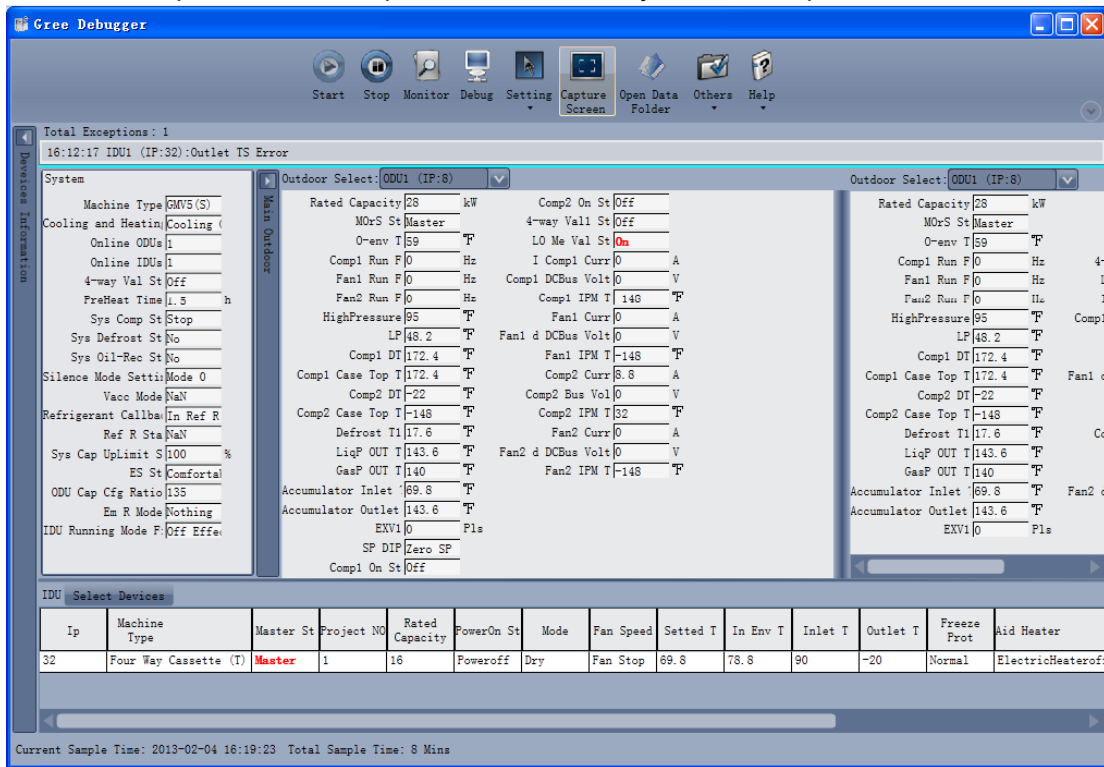 Gree Debugger
Start Stop Monitor Debug Setting Capture Screen Open Data Folder Others Help
Total Exceptions: 1
16:12:17 IDU1 (IP:32):Outlet TS Error
Deveices Information
System
Machine Type GMV5(S)
Cooling and Heatin Cooling (
Online ODUs 1
Online IDUs 1
4-way Val St Off
PreHeat Time 1.5 h
Sys Comp St Stop
Sys Defrost St No
Sys Oil-Rec St No
Silence Mode Setti Mode 0
Vacc Mode NaN
Refrigerant Callba In Ref R
Ref R Sta NaN
Sys Cap UpLimit S 100 %
ES St Comfortal
ODU Cap Cfg Ratio 135
Em R Mode Nothing
IDU Running Mode F: Off Effe
Main Outdoor
Outdoor Select: ODU1 (IP:8)
Rated Capacity 28 kW
MOrS St Master
O-env T 59 °F
Comp1 Run F 0 Hz
Fan1 Run F 0 Hz
Fan2 Run F 0 Hz
HighPressure 95 °F
LP 48.2 °F
Comp1 DT 172.4 °F
Comp1 Case Top T 172.4 °F
Comp2 DT -22 °F
Comp2 Case Top T -148 °F
Defrost T1 17.6 °F
LiqP OUT T 143.6 °F
GasP OUT T 140 °F
Accumulator Inlet 69.8 °F
Accumulator Outlet 143.6 °F
EXV1 0 Pls
SP DIP Zero SP
Comp1 On St Off
Comp2 On St Off
4-way Val1 St Off
LO Me Val St On
I Comp1 Curr 0 A
Comp1 DCBus Volt 0 V
Comp1 IPM T 148 °F
Fan1 Curr 0 A
Fan1 d DCBus Volt 0 V
Fan1 IPM T -148 °F
Comp2 Curr 8.8 A
Comp2 Bus Vol 0 V
Comp2 IPM T 32 °F
Fan2 Curr 0 A
Fan2 d DCBus Volt 0 V
Fan2 IPM T -148 °F
Outdoor Select: ODU1 (IP:8)
Rated Capacity 28 kW
MOrS St Master
O-env T 59 °F
Comp1 Run F 0 Hz 4-
Fan1 Run F 0 Hz
Fan2 Run F 0 Hz
HighPressure 95 °F Comp1
LP 48.2 °F
Comp1 DT 172.4 °F
Comp1 Case Top T 172.4 °F Fan1 d
Comp2 DT -22 °F
Comp2 Case Top T -148 °F
Defrost T1 17.6 °F Co
LiqP OUT T 143.6 °F
GasP OUT T 140 °F
Accumulator Inlet 69.8 °F Fan2 d
Accumulator Outlet 143.6 °F
EXV1 0 Pls
IDU Select Devices
Ip Machine Type Master St Project NO Rated Capacity PowerOn St Mode Fan Speed Setted T In Env T Inlet T Outlet T Freeze Prot Aid Heater
32 Four Way Cassette (T) Master 1 16 Poweroff Dry Fan Stop 69.8 78.8 90 -20 Normal ElectricHeaterof
Current Sample Time: 2013-02-04 16:19:23 Total Sample Time: 8 Mins